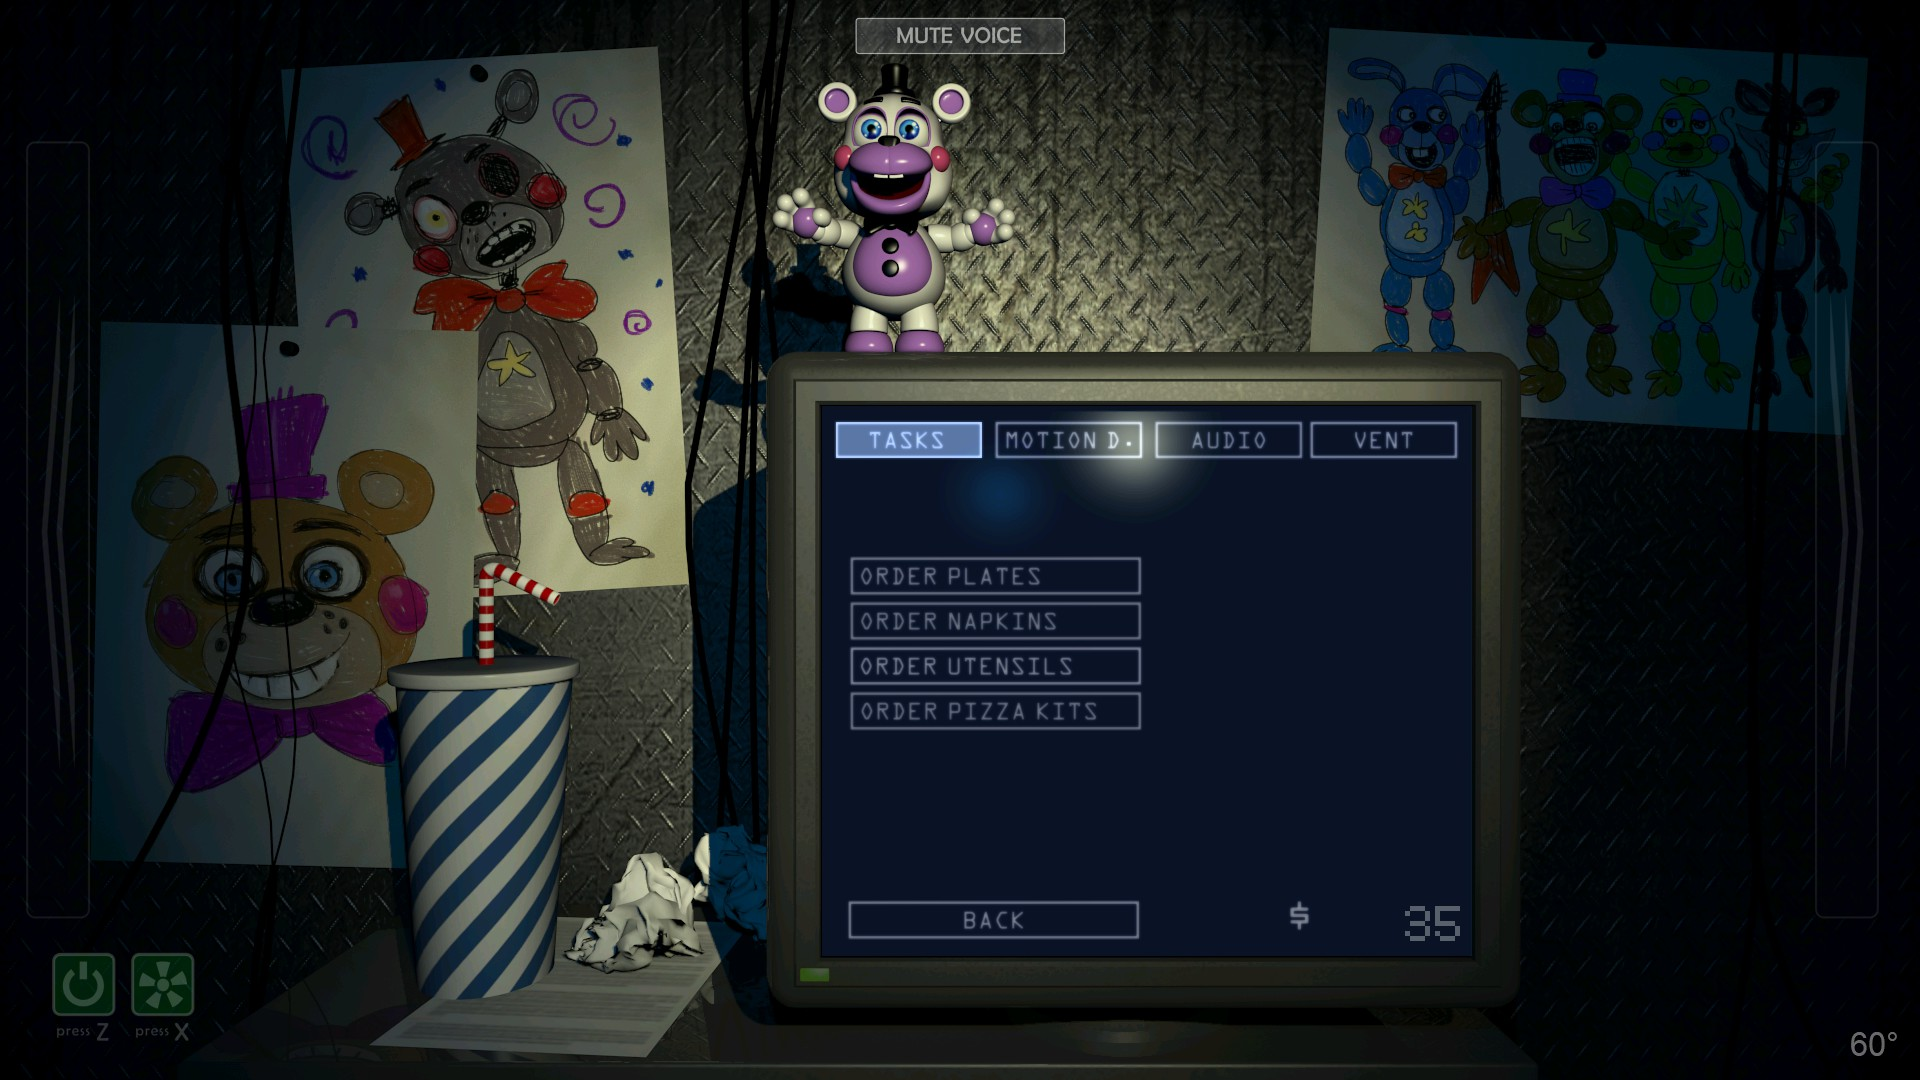 MUTE VOICE
TASKS
MOTION D.
AUDIO
VENT
ORDER PLATES
ORDER NAPKINS
ORDER UTENSILS
ORDER PIZZA KITS
BACK
$ 35
press Z
press X
60°